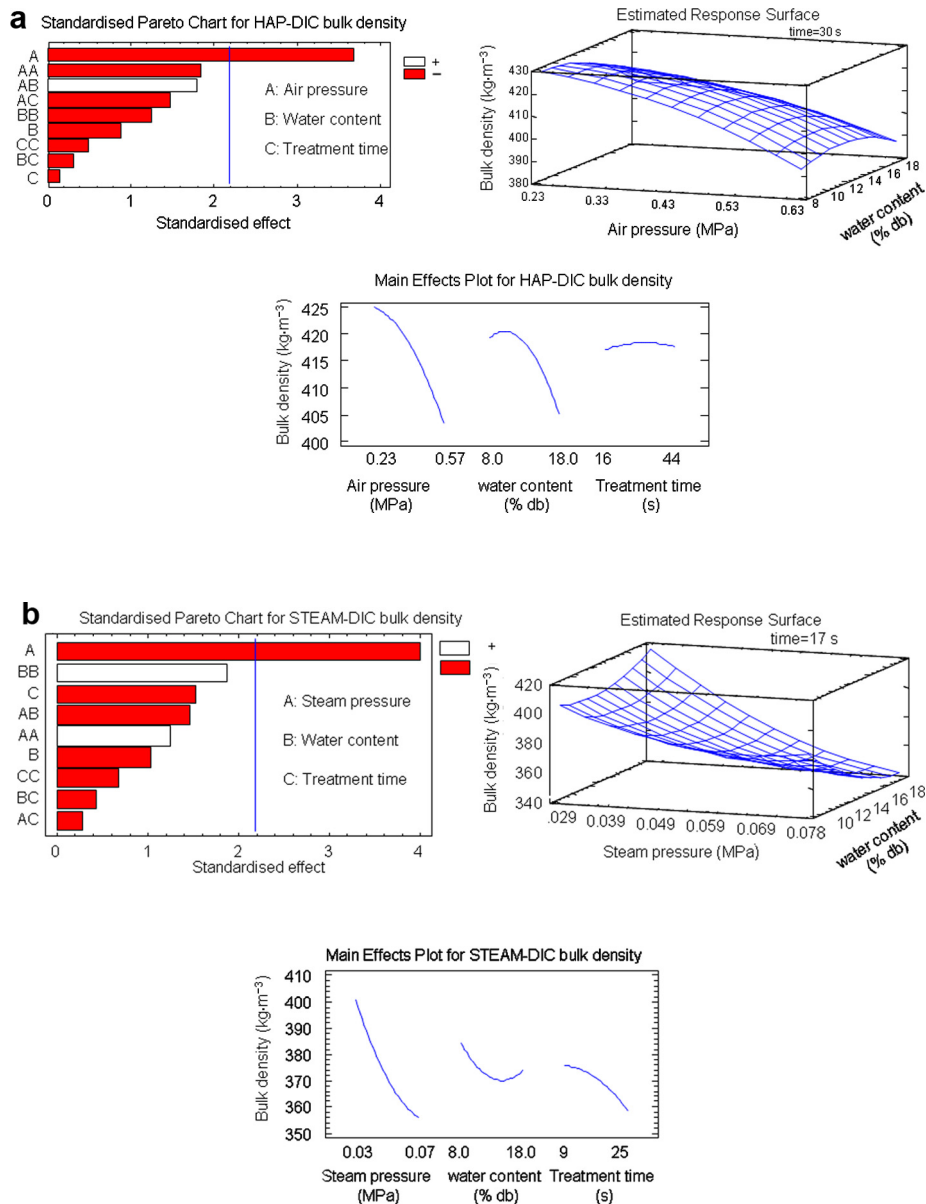 a
Standardised Pareto Chart for HAP-DIC bulk density
A
AA
AB
AC
BB
B
CC
BC
C
+
−
A: Air pressure
B: Water content
C: Treatment time
0 1 2 3 4
Standardised effect
Estimated Response Surface
time=30 s
Bulk density (kg·m⁻³)
430
420
410
400
390
380
0.23 0.33 0.43 0.53 0.63
Air pressure (MPa)
8 10 12 14 16 18
water content
(% db)
Main Effects Plot for HAP-DIC bulk density
Bulk density (kg·m⁻³)
425
420
415
410
405
400
0.23 0.57 8.0 18.0 16 44
Air pressure water content Treatment time
(MPa) (% db) (s)
b
Standardised Pareto Chart for STEAM-DIC bulk density
A
BB
C
AB
AA
B
CC
BC
AC
+
A: Steam pressure
B: Water content
C: Treatment time
0 1 2 3 4
Standardised effect
Estimated Response Surface
time=17 s
Bulk density (kg·m⁻³)
420
400
380
360
340
.029 0.039 0.049 0.059 0.069 0.078
Steam pressure (MPa)
10 12 14 16 18
water content
(% db)
Main Effects Plot for STEAM-DIC bulk density
Bulk density (kg·m⁻³)
410
400
390
380
370
360
350
0.03 0.07 8.0 18.0 9 25
Steam pressure water content Treatment time
(MPa) (% db) (s)